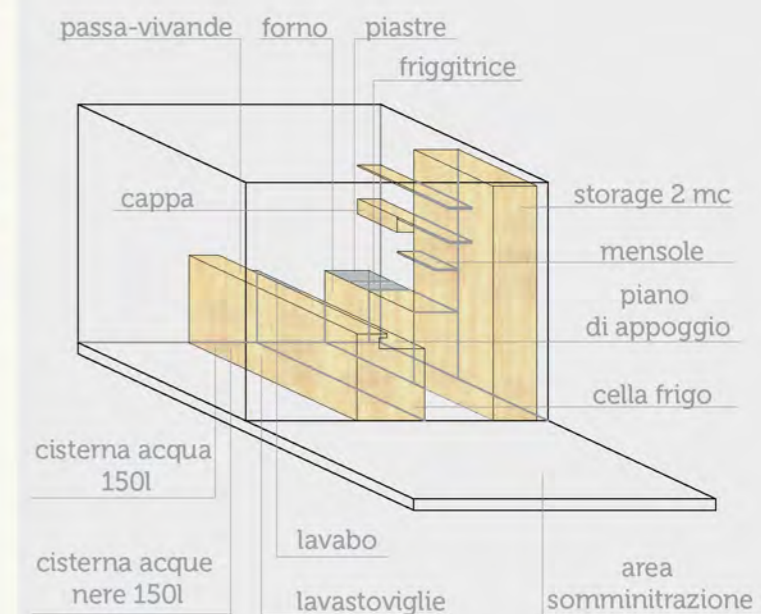 passa-vivande forno piastre
friggitrice
cappa
storage 2 mc
mensole
piano
di appoggio
cella frigo
cisterna acqua
150l
lavabo
cisterna acque
nere 150l
lavastoviglie
area
somminitrazione